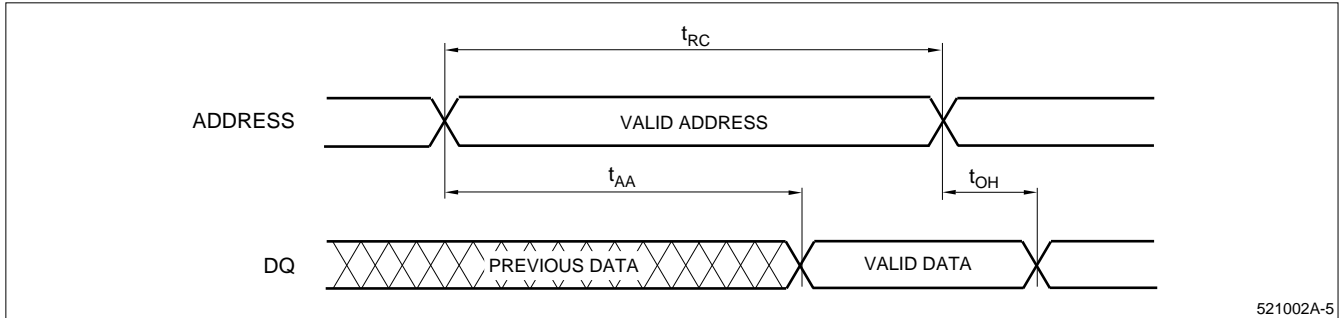 tRC
ADDRESS
VALID ADDRESS
tAA
tOH
DQ
PREVIOUS DATA
VALID DATA
521002A-5